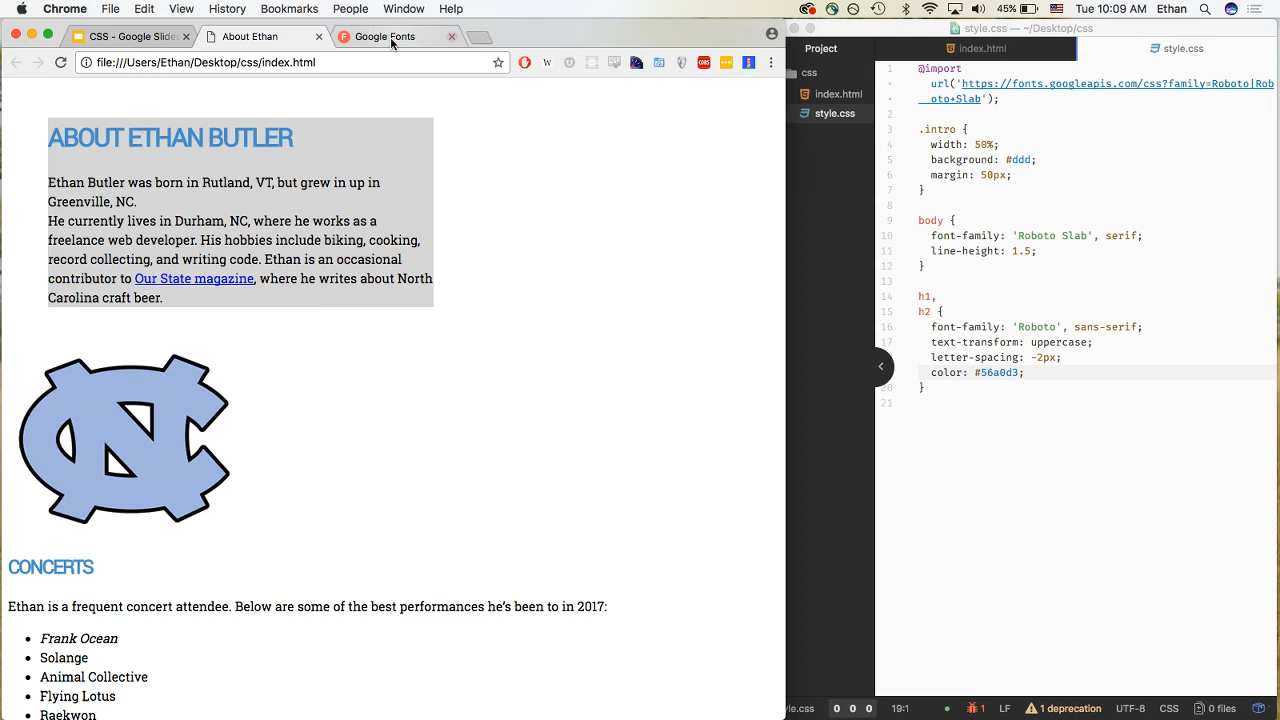 Chrome File Edit View History Bookmarks People Window Help 45% Tue 10:09 AM Ethan
CSS - Google Slide About Ethan Google Fonts
file:///Users/Ethan/Desktop/css/index.html
ABOUT ETHAN BUTLER
Ethan Butler was born in Rutland, VT, but grew in up in
Greenville, NC.
He currently lives in Durham, NC, where he works as a
freelance web developer. His hobbies include biking, cooking,
record collecting, and writing code. Ethan is an occasional
contributor to Our State magazine, where he writes about North
Carolina craft beer.
CONCERTS
Ethan is a frequent concert attendee. Below are some of the best performances he's been to in 2017:
Frank Ocean
Solange
Animal Collective
Flying Lotus
Raekwon
style.css — ~/Desktop/css
Project
css
index.html
style.css
index.html style.css
1 @import
url('https://fonts.googleapis.com/css?family=Roboto|Rob
oto+Slab');
2
3 .intro {
4 width: 50%;
5 background: #ddd;
6 margin: 50px;
7 }
8
9 body {
10 font-family: 'Roboto Slab', serif;
11 line-height: 1.5;
12 }
13
14 h1,
15 h2 {
16 font-family: 'Roboto', sans-serif;
17 text-transform: uppercase;
letter-spacing: -2px;
color: #56a0d3;
20 }
21
yle.css 0 0 0 19:1 1 LF 1 deprecation UTF-8 CSS 0 files